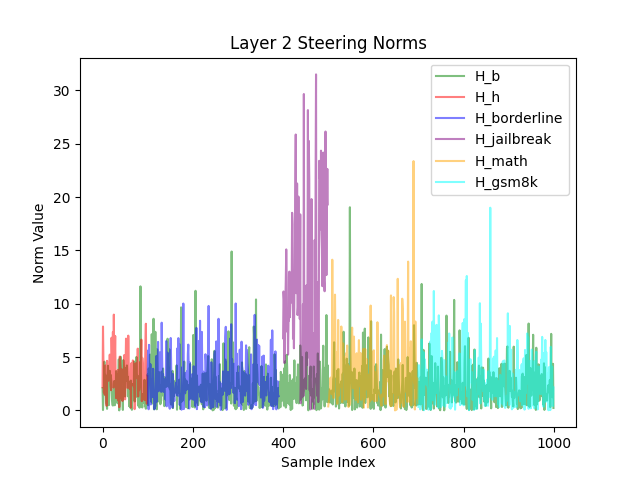 Layer 2 Steering Norms
Norm Value
30
25
20
15
10
5
0
H_b
H_h
H_borderline
H_jailbreak
H_math
H_gsm8k
0
200
400
600
800
1000
Sample Index